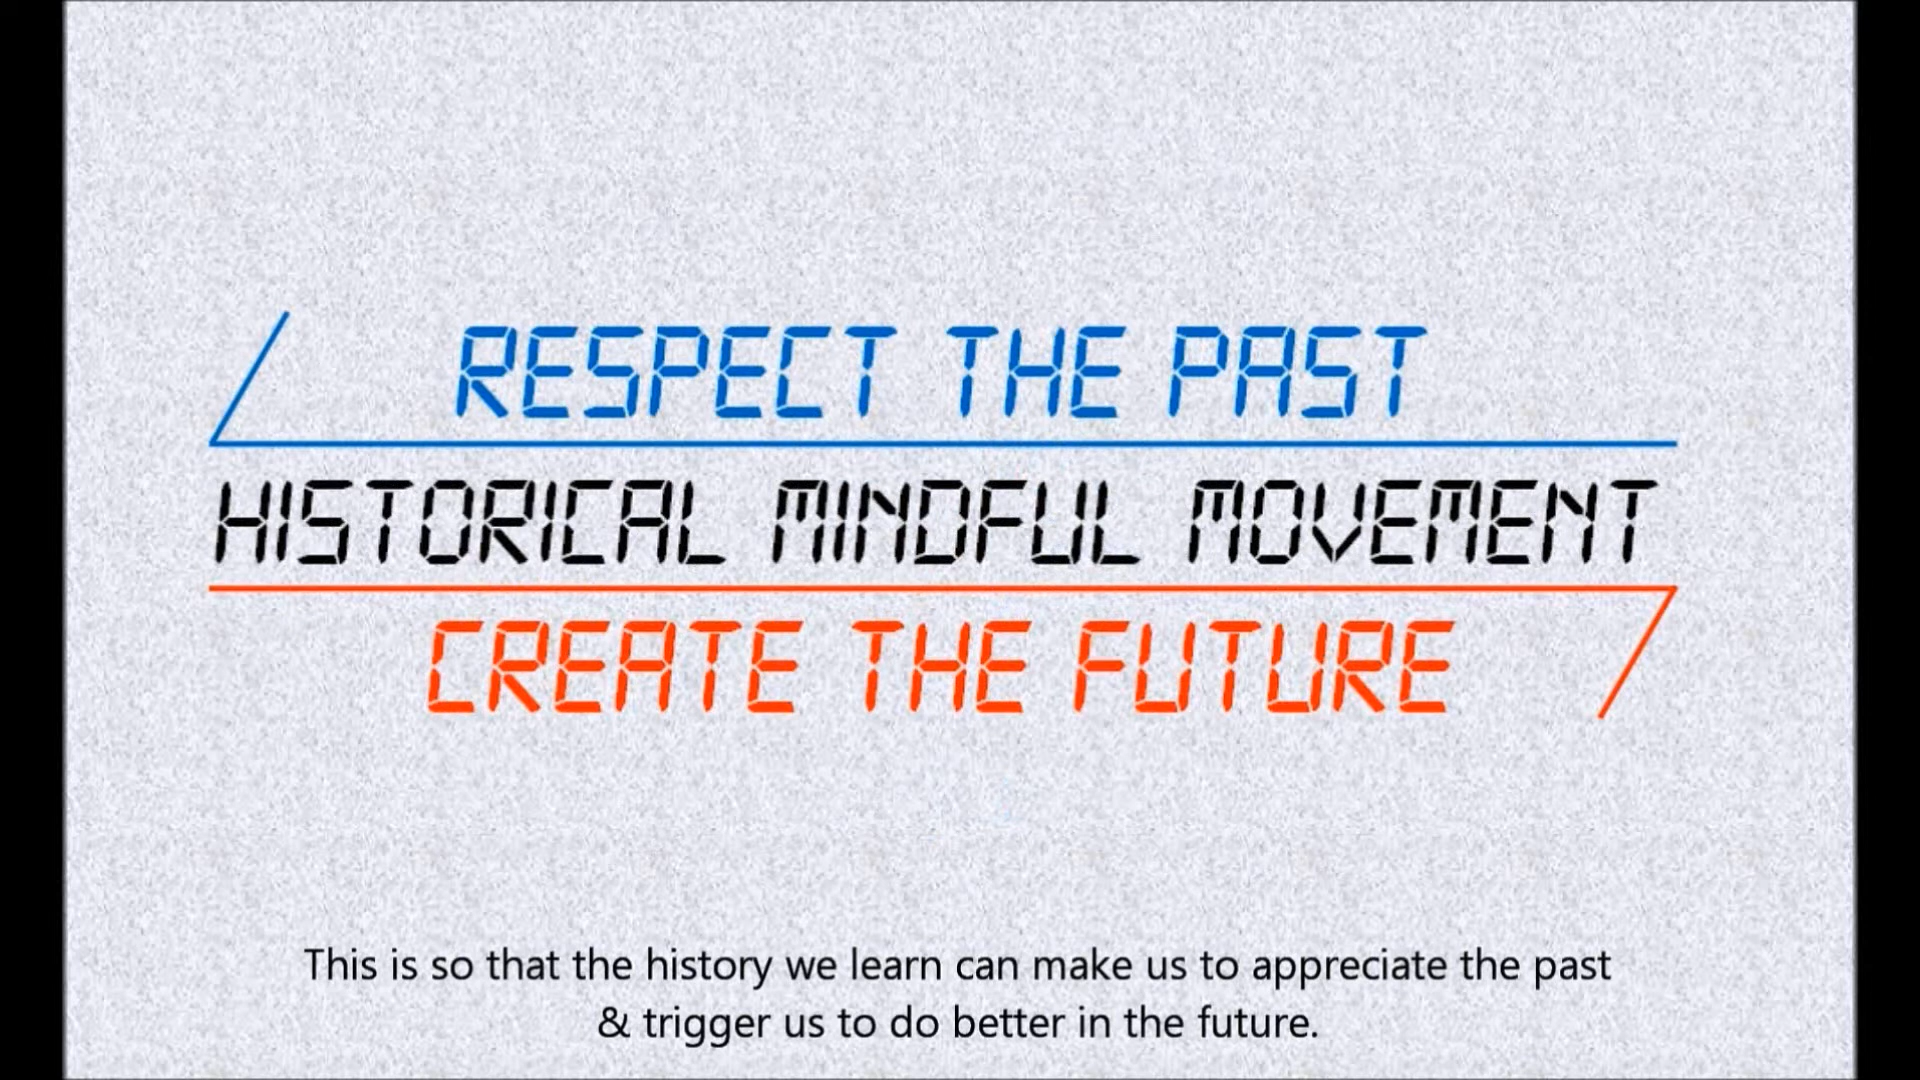 RESPECT THE PAST
HISTORICAL MINDFUL MOVEMENT
CREATE THE FUTURE
This is so that the history we learn can make us to appreciate the past
& trigger us to do better in the future.